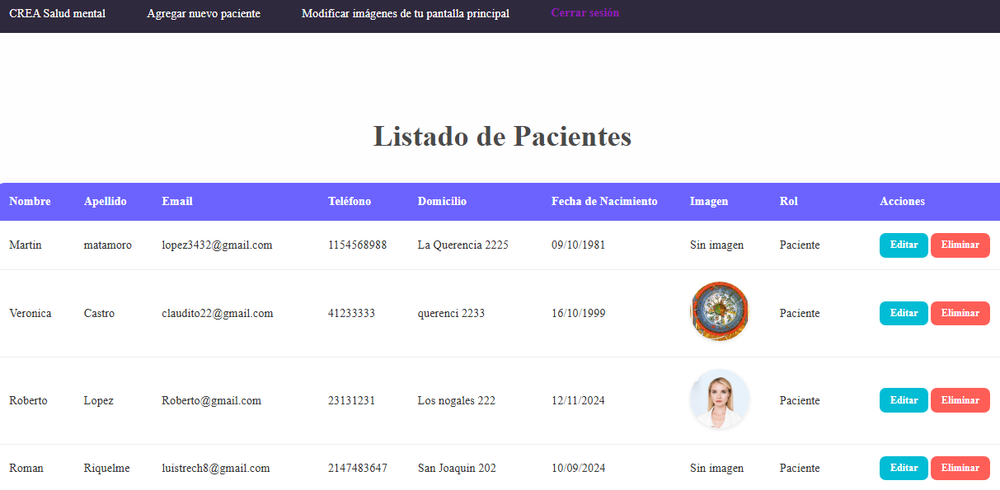 CREA Salud mental Agregar nuevo paciente Modificar imágenes de tu pantalla principal Cerrar sesión
Listado de Pacientes
Nombre Apellido Email Teléfono Domicilio Fecha de Nacimiento Imagen Rol Acciones
Martin matamoro lopez3432@gmail.com 1154568988 La Querencia 2225 09/10/1981 Sin imagen Paciente Editar Eliminar
Veronica Castro claudito22@gmail.com 41233333 querenci 2233 16/10/1999 Paciente Editar Eliminar
Roberto Lopez Roberto@gmail.com 23131231 Los nogales 222 12/11/2024 Paciente Editar Eliminar
Roman Riquelme luistrech8@gmail.com 2147483647 San Joaquin 202 10/09/2024 Sin imagen Paciente Editar Eliminar